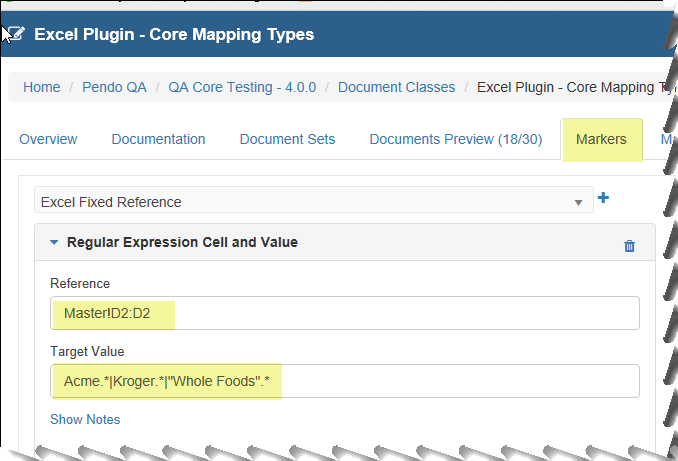 Excel Plugin - Core Mapping Types
Home / Pendo QA / QA Core Testing - 4.0.0 / Document Classes / Excel Plugin - Core Mapping
Overview Documentation Document Sets Documents Preview (18/30) Markers
Excel Fixed Reference
Regular Expression Cell and Value
Reference
Master!D2:D2
Target Value
Acme.*|Kroger.*|"Whole Foods".*
Show Notes